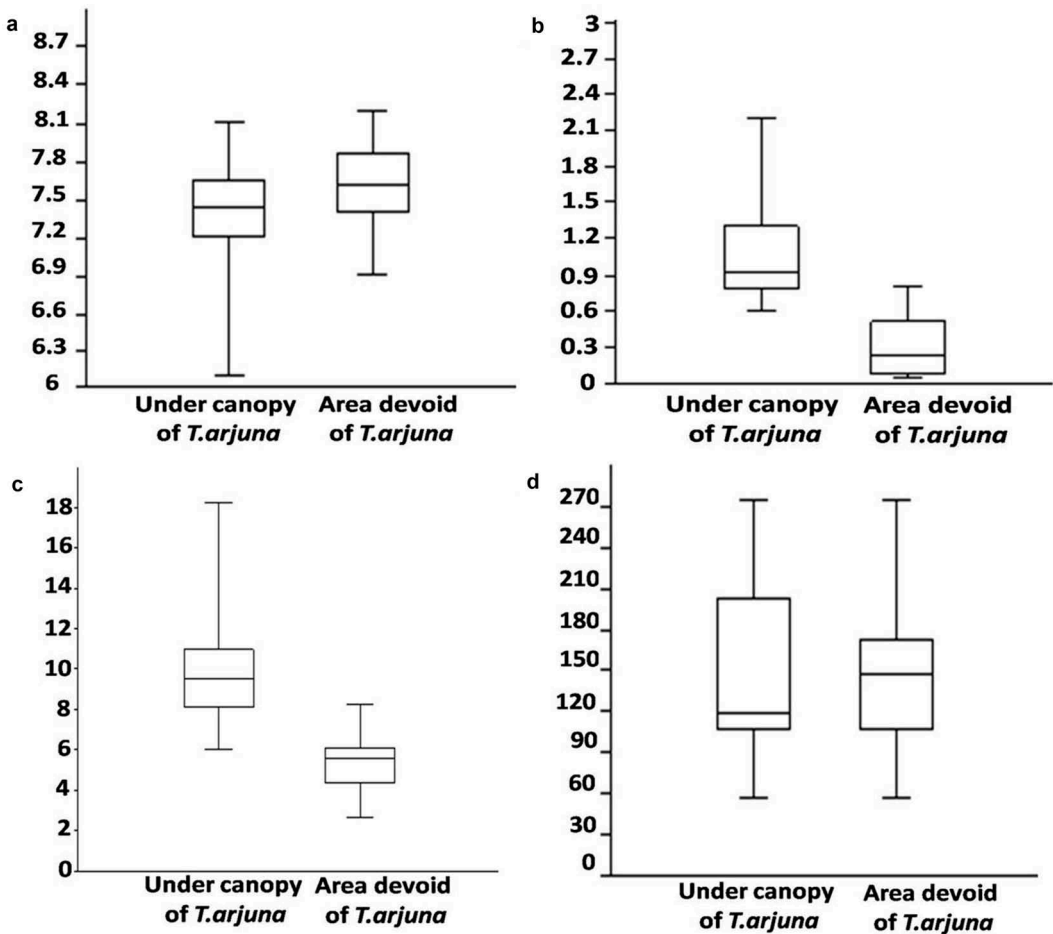 a
8.7
8.4
8.1
7.8
7.5
7.2
6.9
6.6
6.3
6
Under canopy
of T.arjuna
Area devoid
of T.arjuna
b
3
2.7
2.4
2.1
1.8
1.5
1.2
0.9
0.6
0.3
0
Under canopy
of T.arjuna
Area devoid
of T.arjuna
c
18
16
14
12
10
8
6
4
2
0
Under canopy
of T.arjuna
Area devoid
of T.arjuna
d
270
240
210
180
150
120
90
60
30
0
Under canopy
of T.arjuna
Area devoid
of T.arjuna